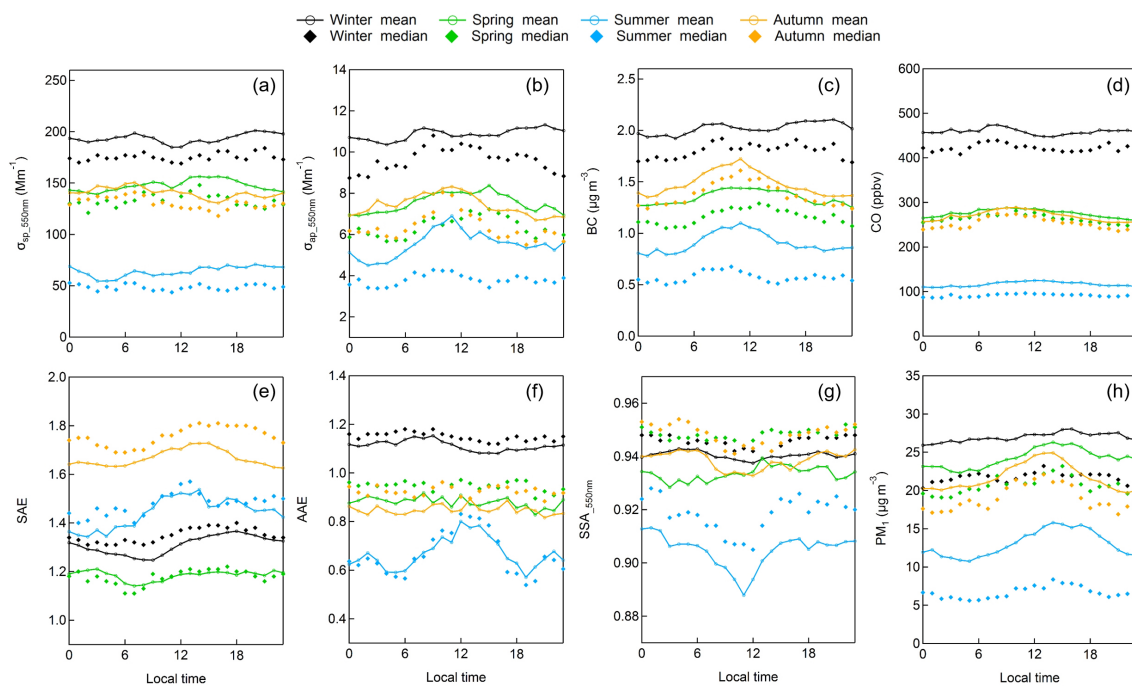 Winter mean Spring mean Summer mean Autumn mean
Winter median Spring median Summer median Autumn median
(a) (b) (c) (d)
250 200 150 100 50 0
σsp_550nm (Mm⁻¹)
0 6 12 18
14 12 10 8 6 4 2
σap_550nm (Mm⁻¹)
0 6 12 18
2.5 2.0 1.5 1.0 0.5 0.0
BC (µg m⁻³)
0 6 12 18
600 500 400 300 200 100 0
CO (ppbv)
0 6 12 18
(e) (f) (g) (h)
2.0 1.8 1.6 1.4 1.2 1.0
SAE
0 6 12 18
Local time
1.4 1.2 1.0 0.8 0.6 0.4
AAE
0 6 12 18
Local time
0.96 0.94 0.92 0.90 0.88
SSA_550nm
0 6 12 18
Local time
35 30 25 20 15 10 5 0
PM₁ (µg m⁻³)
0 6 12 18
Local time